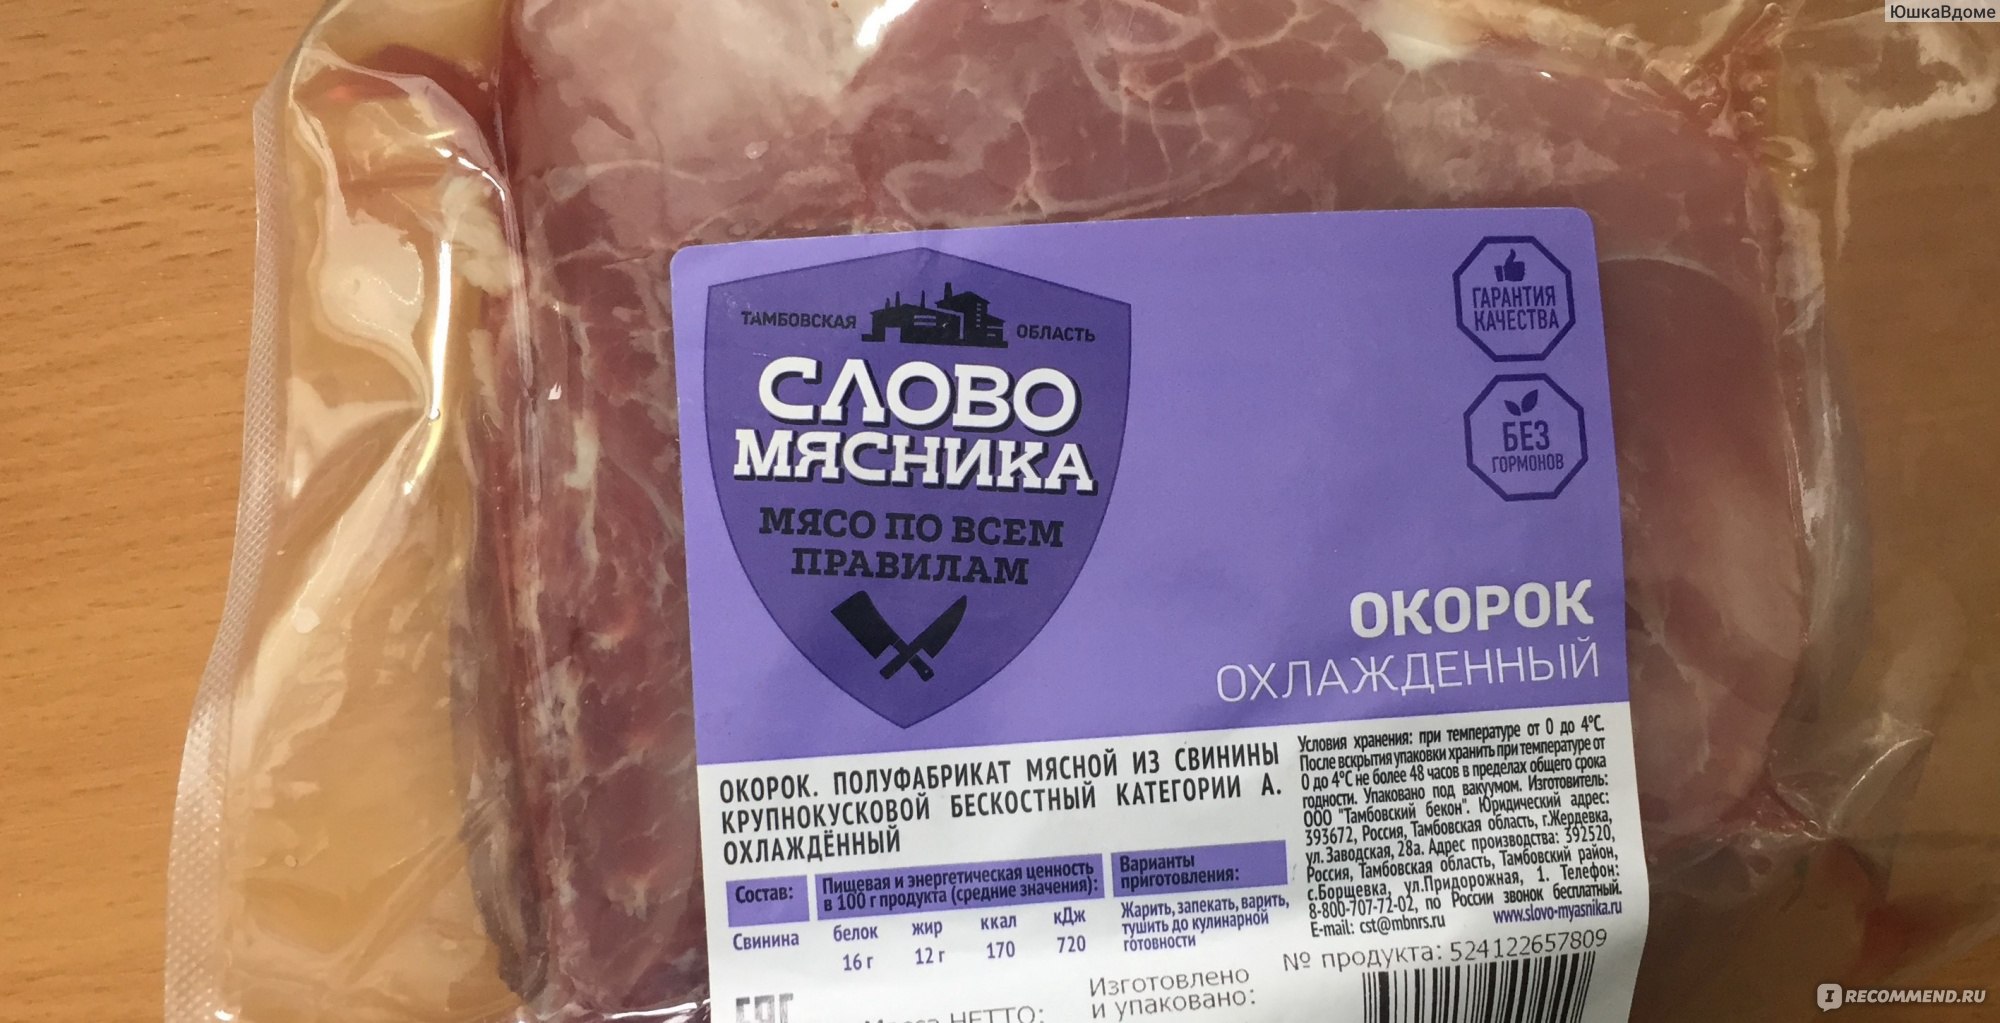 ЮшкаВдоме
ТАМБОВСКАЯ ОБЛАСТЬ
СЛОВО
МЯСНИКА
МЯСО ПО ВСЕМ
ПРАВИЛАМ
ГАРАНТИЯ
КАЧЕСТВА
БЕЗ
ГОРМОНОВ
ОКОРОК
ОХЛАЖДЕННЫЙ
ОКОРОК. ПОЛУФАБРИКАТ МЯСНОЙ ИЗ СВИНИНЫ
КРУПНОКУСКОВОЙ БЕСКОСТНЫЙ КАТЕГОРИИ А.
ОХЛАЖДЁННЫЙ
Состав:
Свинина
Пищевая и энергетическая ценность
в 100 г продукта (средние значения):
белок жир ккал кДж
16 г 12 г 170 720
Варианты
приготовления:
Жарить, запекать, варить,
тушить до кулинарной
готовности
Условия хранения: при температуре от 0 до 4°С.
После вскрытия упаковки хранить при температуре от
0 до 4°С не более 48 часов в пределах общего срока
годности. Упаковано под вакуумом. Изготовитель:
ООО "Тамбовский бекон". Юридический адрес:
393672, Россия, Тамбовская область, г.Жердевка,
ул. Заводская, 28а. Адрес производства: 392520,
Россия, Тамбовская область, Тамбовский район,
с.Борщевка, ул.Придорожная, 1. Телефон:
8-800-707-72-02, по России звонок бесплатный.
E-mail: cst@mbnrs.ru www.slovo-myasnika.ru
№ продукта: 524122657809
Изготовлено
и упаковано:
Масса НЕТТО:
EAC
I RECOMMEND.RU